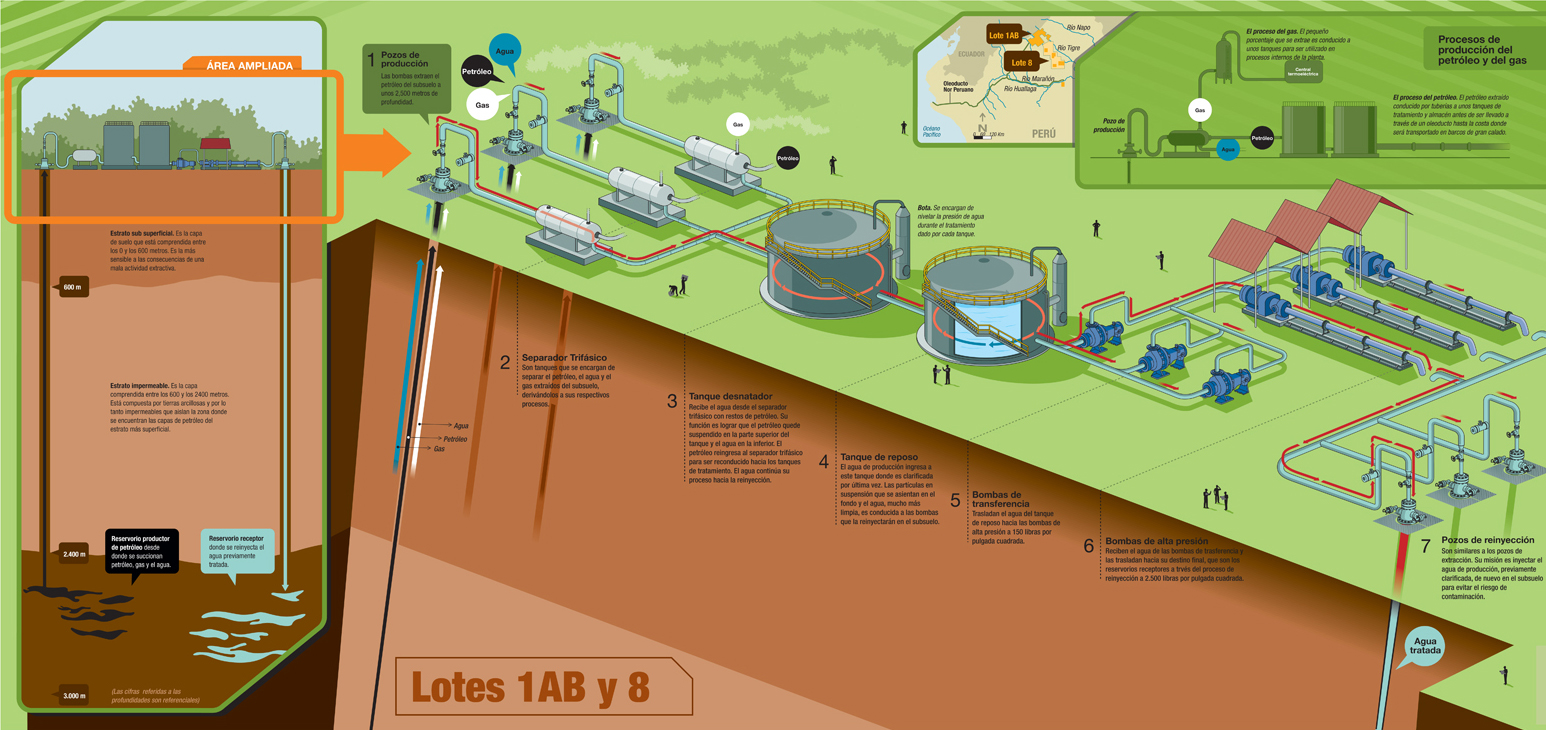 ÁREA AMPLIADA
Estrato sub superficial. Es la capa
de suelo que está comprendida entre
los 0 y los 600 metros. Es la más
sensible a las consecuencias de una
mala actividad extractiva.
600 m
Estrato impermeable. Es la capa
comprendida entre los 600 y los 2400 metros.
Está compuesta por tierras arcillosas y por lo
tanto impermeables que aislan la zona donde
se encuentran las capas de petróleo del
estrato más superficial.
2.400 m
Reservorio productor
de petróleo desde
donde se succionan
petróleo, gas y el agua.
Reservorio receptor
donde se reinyecta el
agua previamente
tratada.
3.000 m
(Las cifras referidas a las
profundidades son referenciales)
1 Pozos de
producción
Las bombas extraen el
petróleo del subsuelo a
unos 2,500 metros de
profundidad.
Agua
Petróleo
Gas
Gas
Petróleo
Agua
Petróleo
Gas
2 Separador Trifásico
Son tanques que se encargan de
separar el petróleo, el agua y el
gas extraídos del subsuelo,
derivándolos a sus respectivos
procesos.
3 Tanque desnatador
Recibe el agua desde el separador
trifásico con restos de petróleo. Su
función es lograr que el petróleo quede
suspendido en la parte superior del
tanque y el agua en la inferior. El
petróleo reingresa al separador trifásico
para ser reconducido hacia los tanques
de tratamiento. El agua continúa su
proceso hacia la reinyección.
4 Tanque de reposo
El agua de producción ingresa a
este tanque donde es clarificada
por última vez. Las partículas en
suspensión que se asientan en el
fondo y el agua, mucho más
limpia, es conducida a las bombas
que la reinyectarán en el subsuelo.
5 Bombas de
transferencia
Trasladan el agua del tanque
de reposo hacia las bombas de
alta presión a 150 libras por
pulgada cuadrada.
6 Bombas de alta presión
Reciben el agua de las bombas de trasferencia y
las trasladan hacia su destino final, que son los
reservorios receptores a trvés del proceso de
reinyección a 2.500 libras por pulgada cuadrada.
7 Pozos de reinyección
Son similares a los pozos de
extracción. Su misión es inyectar el
agua de producción, previamente
clarificada, de nuevo en el subsuelo
para evitar el riesgo de
contaminación.
Agua
tratada
Bota. Se encargan de
nivelar la presión de agua
durante el tratamiento
dado por cada tanque.
Lote 1AB
Lote 8
ECUADOR
Río Napo
Río Tigre
Río Marañón
Río Huallaga
Oleoducto
Nor Peruano
Océano
Pacífico
N
120 Km
PERÚ
Procesos de
producción del
petróleo y del gas
El proceso del gas. El pequeño
porcentaje que se extrae es conducido a
unos tanques para ser utilizado en
procesos internos de la planta.
Central
termoeléctrica
Gas
Pozo de
producción
Agua
Petróleo
El proceso del petróleo. El petróleo extraído
conducido por tuberías a unos tanques de
tratamiento y almacén antes de ser llevado a
través de un oleoducto hasta la costa donde
será transportado en barcos de gran calado.
Lotes 1AB y 8